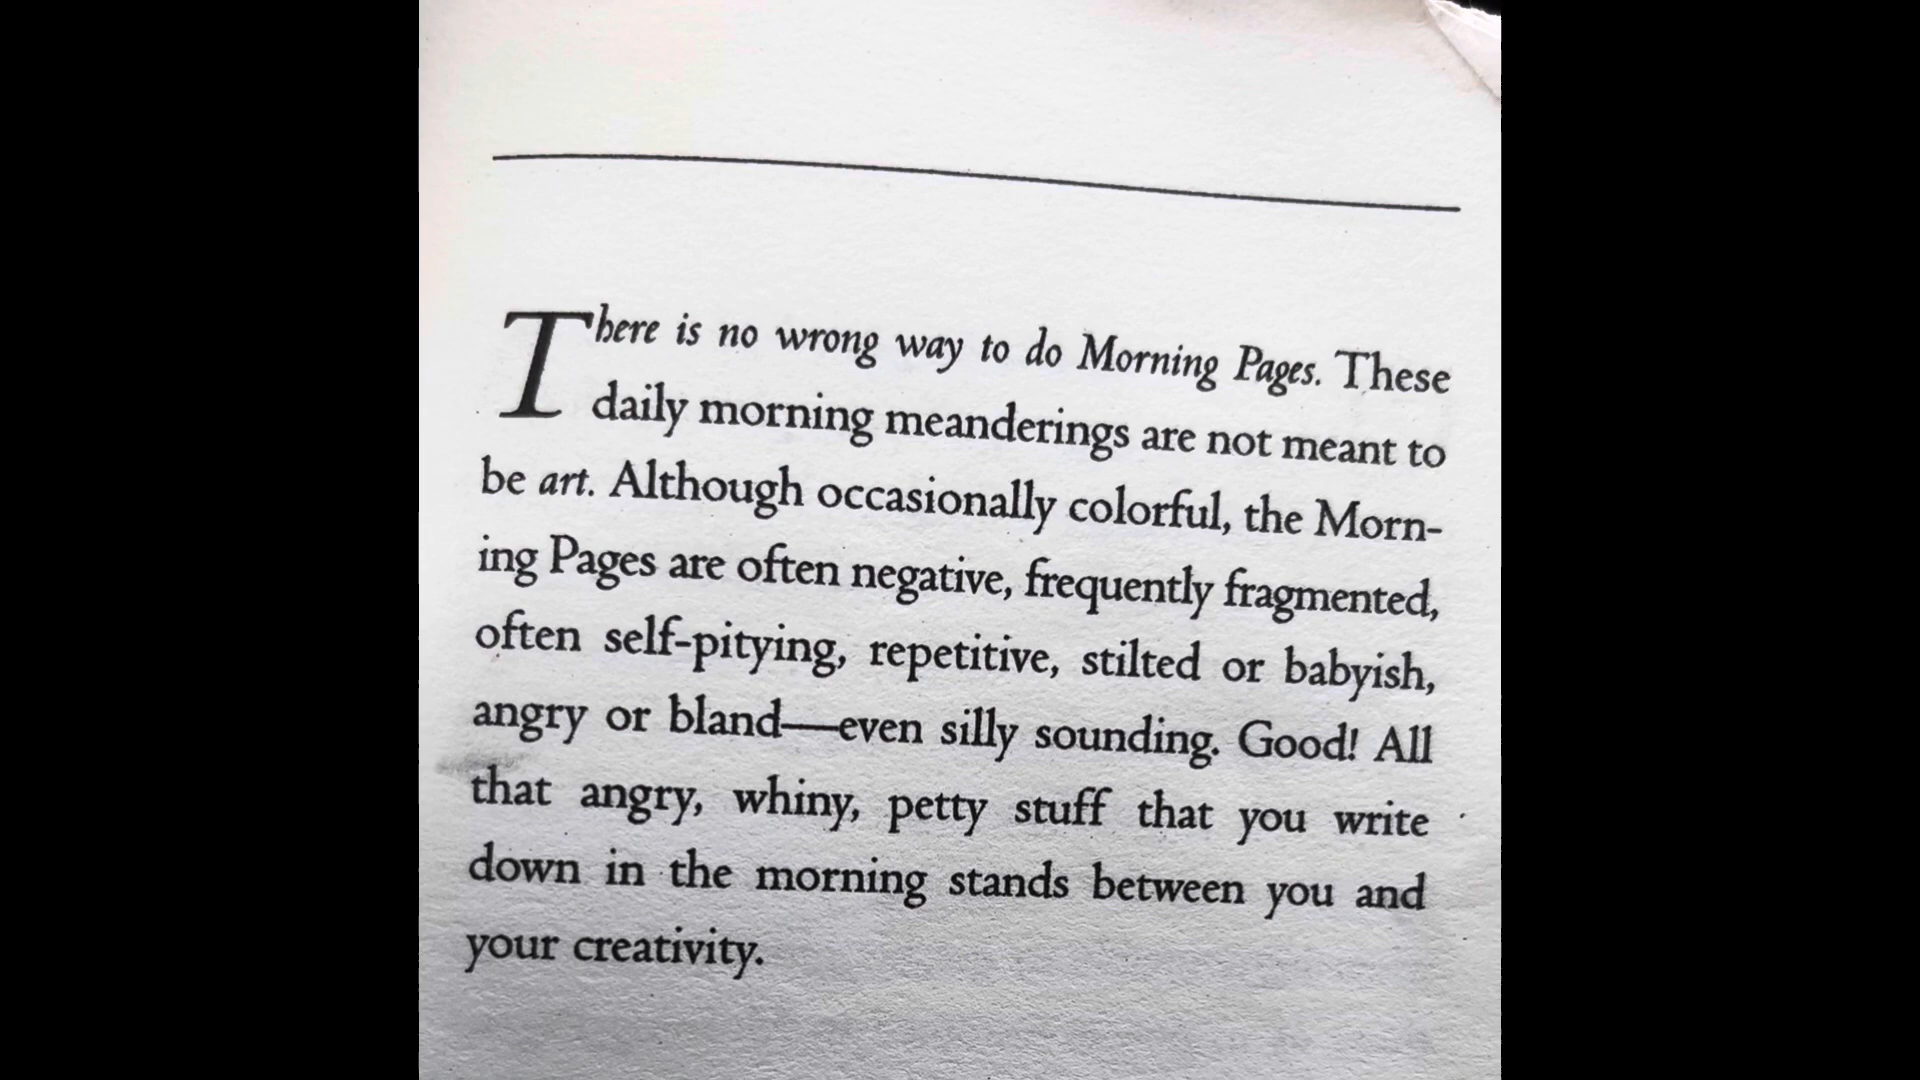 There is no wrong way to do Morning Pages. These
daily morning meanderings are not meant to
be art. Although occasionally colorful, the Morn-
ing Pages are often negative, frequently fragmented,
often self-pitying, repetitive, stilted or babyish,
angry or bland—even silly sounding. Good! All
that angry, whiny, petty stuff that you write
down in the morning stands between you and
your creativity.